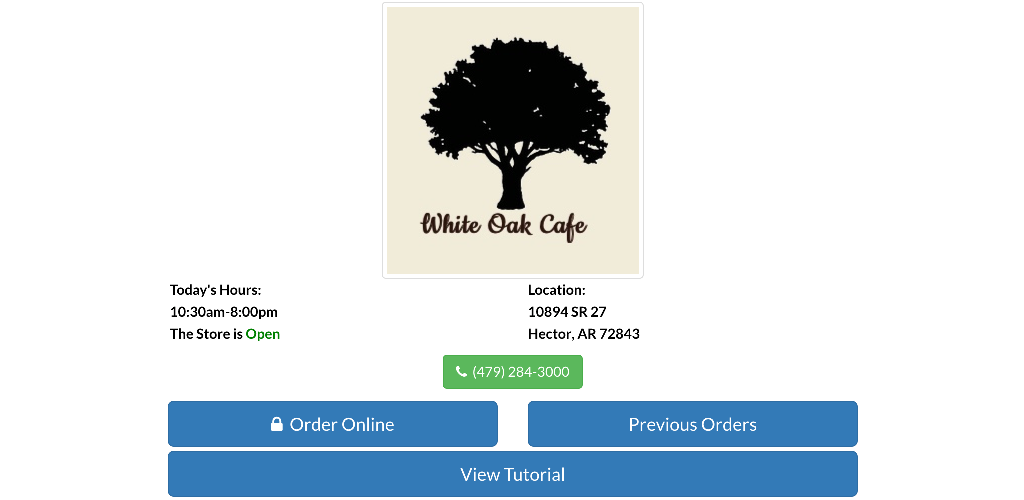 White Oak Cafe
Today's Hours:
10:30am-8:00pm
The Store is Open
Location:
10894 SR 27
Hector, AR 72843
(479) 284-3000
Order Online
Previous Orders
View Tutorial